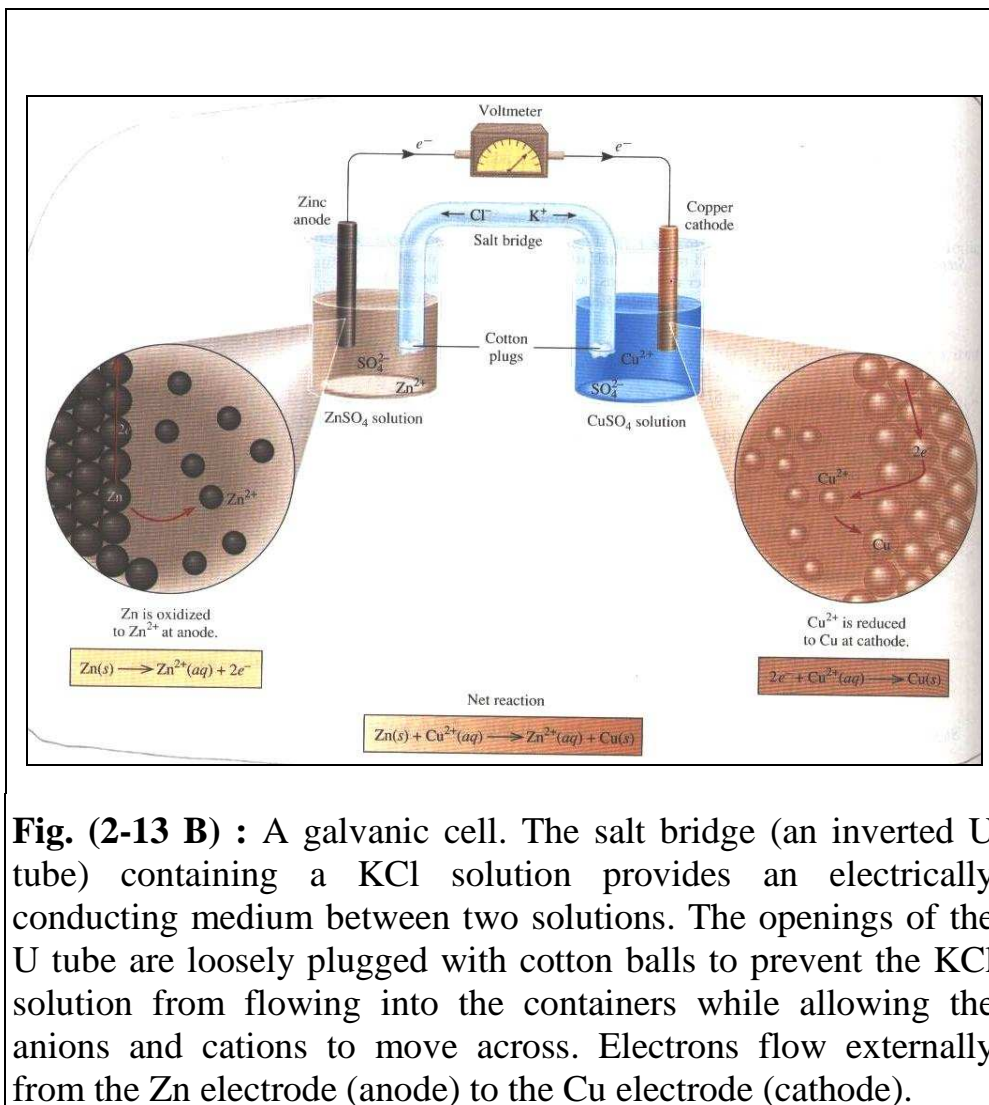 Voltmeter
e⁻
e⁻
Zinc
anode
Cl⁻
K⁺
Copper
cathode
Salt bridge
Cotton
plugs
SO₄²⁻
Zn²⁺
Cu²⁺
SO₄²⁻
ZnSO₄ solution
CuSO₄ solution
Zn
Zn²⁺
2e⁻
Cu²⁺
Cu
Zn is oxidized
to Zn²⁺ at anode.
Zn(s) ⟶ Zn²⁺(aq) + 2e⁻
Cu²⁺ is reduced
to Cu at cathode.
2e⁻ + Cu²⁺(aq) ⟶ Cu(s)
Net reaction
Zn(s) + Cu²⁺(aq) ⟶ Zn²⁺(aq) + Cu(s)
Fig. (2-13 B) : A galvanic cell. The salt bridge (an inverted U
tube) containing a KCl solution provides an electrically
conducting medium between two solutions. The openings of the
U tube are loosely plugged with cotton balls to prevent the KCl
solution from flowing into the containers while allowing the
anions and cations to move across. Electrons flow externally
from the Zn electrode (anode) to the Cu electrode (cathode).